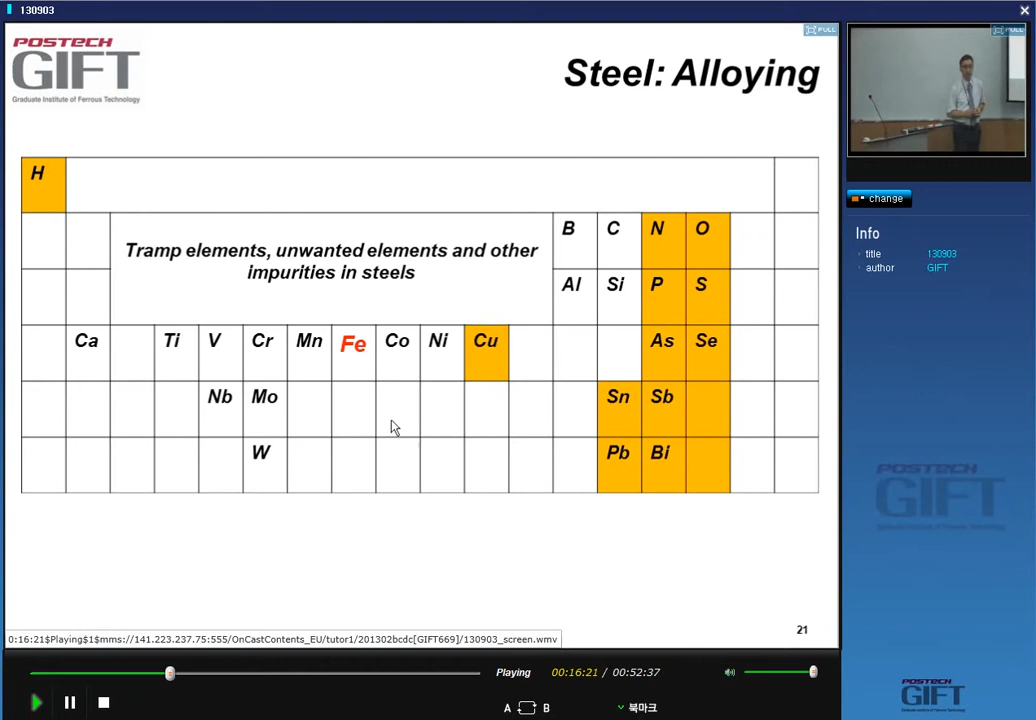 130903
POSTECH
GIFT
Graduate Institute of Ferrous Technology
Steel: Alloying
FULL
FULL
H
Tramp elements, unwanted elements and other
impurities in steels
B C N O
Al Si P S
Ca Ti V Cr Mn Fe Co Ni Cu As Se
Nb Mo Sn Sb
W Pb Bi
21
change
Info
title 130903
author GIFT
POSTECH
GIFT
0:16:21$Playing$1$mms://141.223.237.75:555/OnCastContents_EU/tutor1/201302bcdc[GIFT669]/130903_screen.wmv
Playing 00:16:21 / 00:52:37
A B 북마크
POSTECH
GIFT